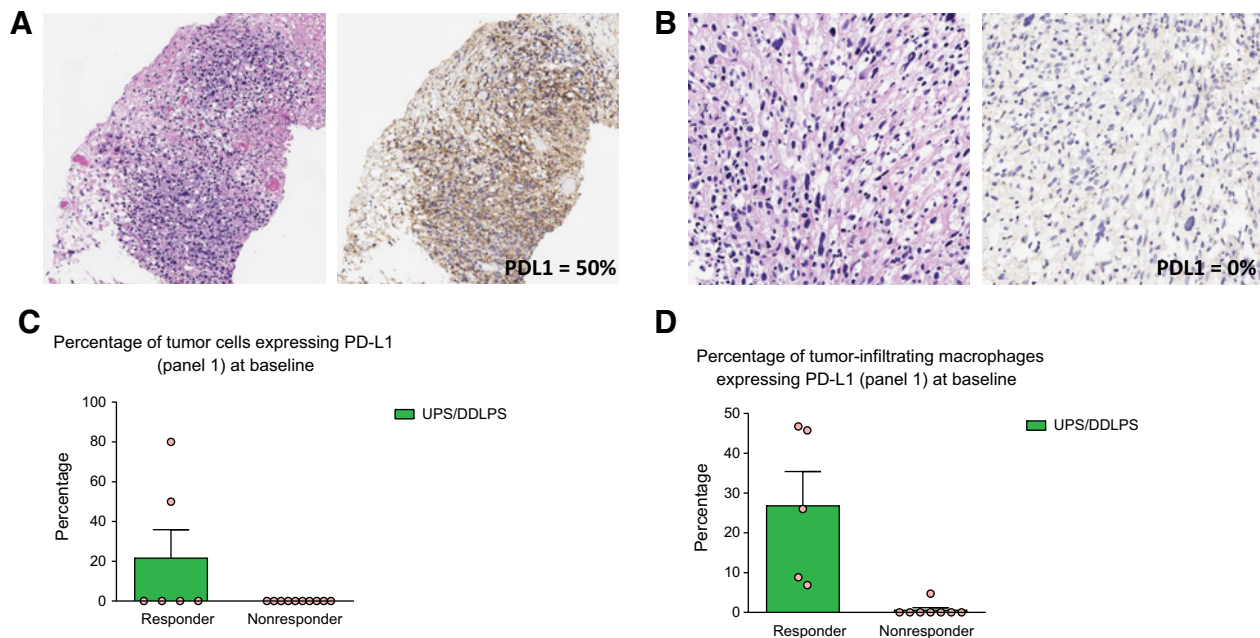 A
PDL1 = 50%
B
PDL1 = 0%
C
Percentage of tumor cells expressing PD-L1
(panel 1) at baseline
100
80
60
40
20
0
Percentage
Responder
Nonresponder
UPS/DDLPS
D
Percentage of tumor-infiltrating macrophages
expressing PD-L1 (panel 1) at baseline
50
40
30
20
10
0
Percentage
Responder
Nonresponder
UPS/DDLPS